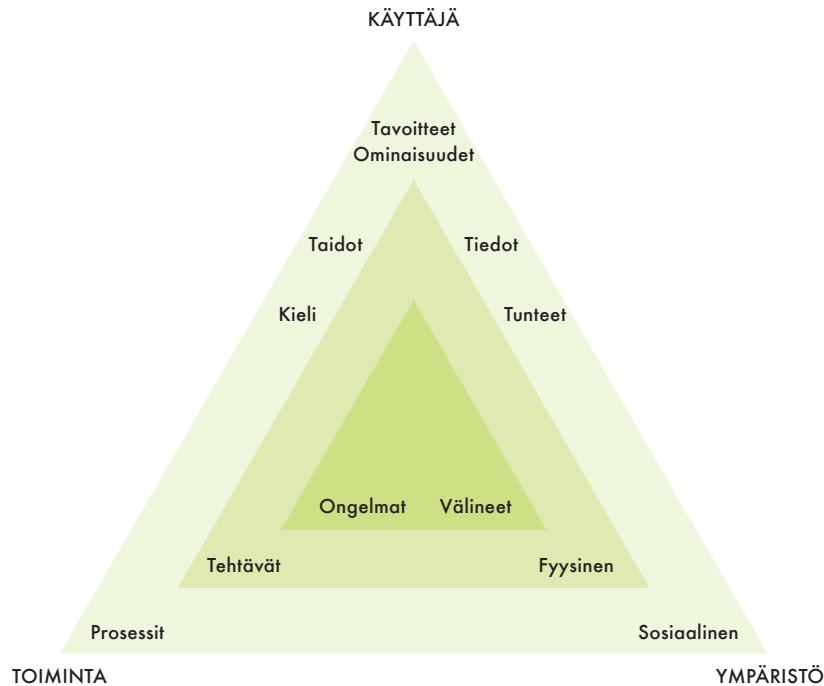 KÄYTTÄJÄ
Tavoitteet
Ominaisuudet
Taidot Tiedot
Kieli Tunteet
Ongelmat Välineet
Tehtävät Fyysinen
Prosessit Sosiaalinen
TOIMINTA YMPÄRISTÖ